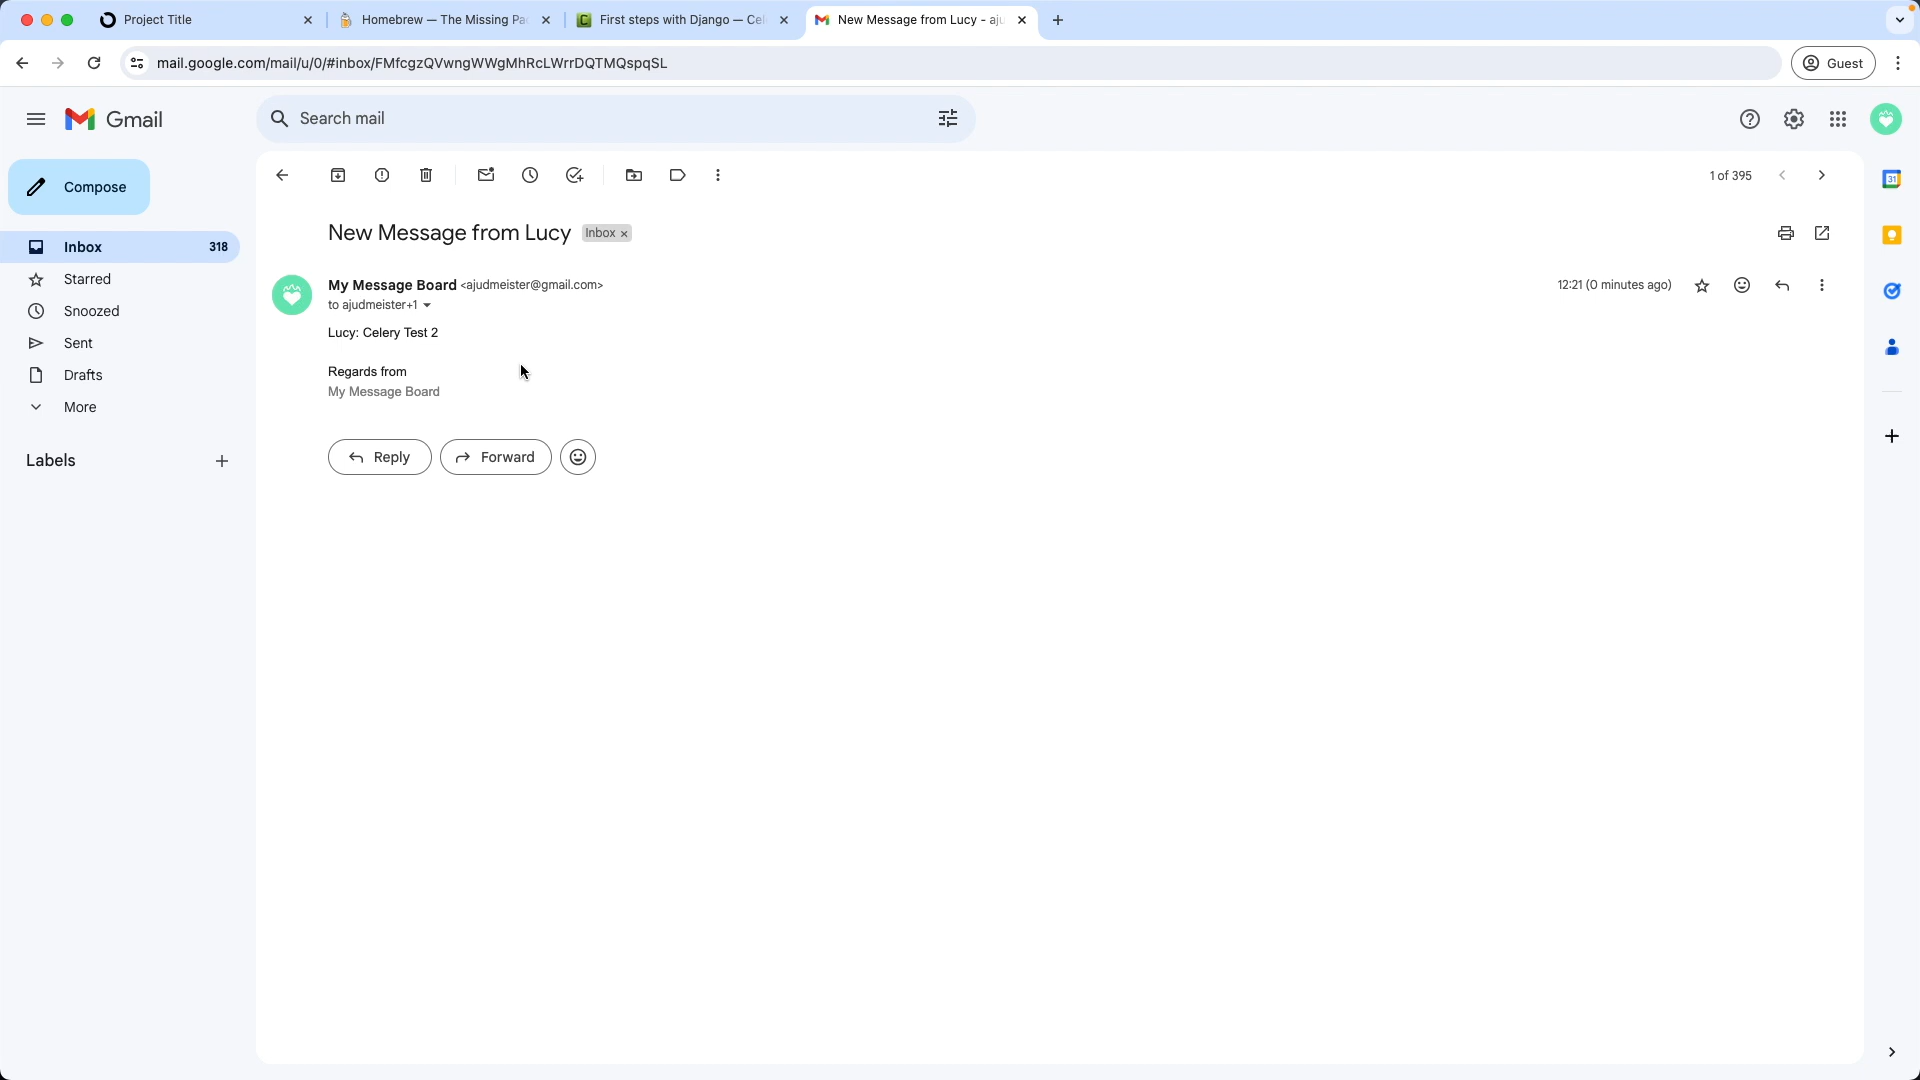 Project Title
Homebrew — The Missing Pa
First steps with Django — Cel
New Message from Lucy - aju
mail.google.com/mail/u/0/#inbox/FMfcgzQVwngWWgMhRcLWrrDQTMQspqSL
Guest
Gmail
Search mail
Compose
1 of 395
Inbox 318
Starred
Snoozed
Sent
Drafts
More
Labels
New Message from Lucy Inbox
My Message Board <ajudmeister@gmail.com>
12:21 (0 minutes ago)
to ajudmeister+1
Lucy: Celery Test 2
Regards from
My Message Board
Reply
Forward
31